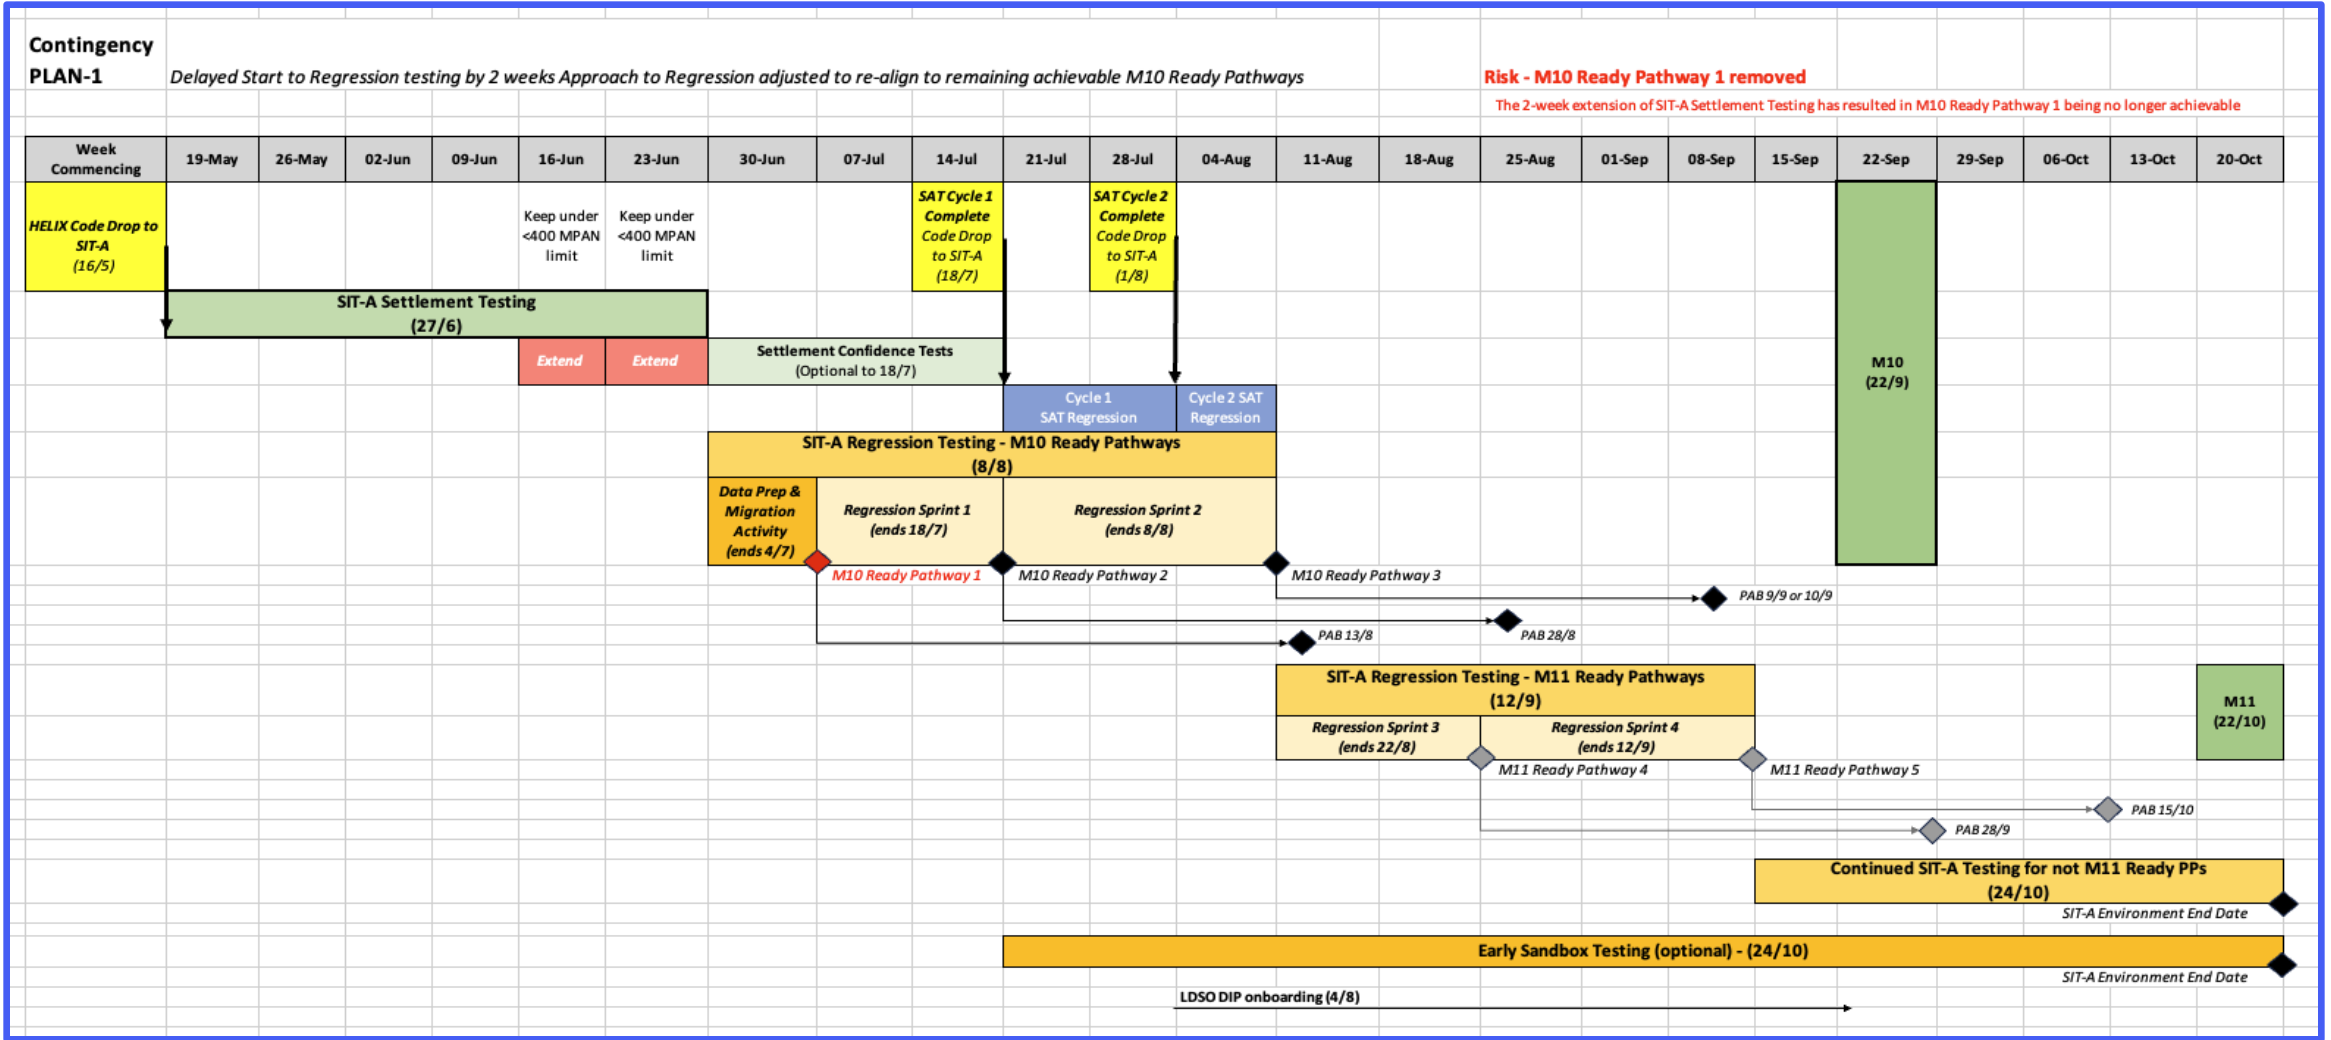 Contingency
PLAN-1
Delayed Start to Regression testing by 2 weeks Approach to Regression adjusted to re-align to remaining achievable M10 Ready Pathways
Risk - M10 Ready Pathway 1 removed
The 2-week extension of SIT-A Settlement Testing has resulted in M10 Ready Pathway 1 being no longer achievable
Week
Commencing
19-May
26-May
02-Jun
09-Jun
16-Jun
23-Jun
30-Jun
07-Jul
14-Jul
21-Jul
28-Jul
04-Aug
11-Aug
18-Aug
25-Aug
01-Sep
08-Sep
15-Sep
22-Sep
29-Sep
06-Oct
13-Oct
20-Oct
HELIX Code Drop to
SIT-A
(16/5)
Keep under
<400 MPAN
limit
Keep under
<400 MPAN
limit
SAT Cycle 1
Complete
Code Drop
to SIT-A
(18/7)
SAT Cycle 2
Complete
Code Drop
to SIT-A
(1/8)
M10
(22/9)
SIT-A Settlement Testing
(27/6)
Extend
Extend
Settlement Confidence Tests
(Optional to 18/7)
Cycle 1
SAT Regression
Cycle 2 SAT
Regression
SIT-A Regression Testing - M10 Ready Pathways
(8/8)
Data Prep &
Migration
Activity
(ends 4/7)
Regression Sprint 1
(ends 18/7)
Regression Sprint 2
(ends 8/8)
M10 Ready Pathway 1
M10 Ready Pathway 2
M10 Ready Pathway 3
PAB 9/9 or 10/9
PAB 28/8
PAB 13/8
SIT-A Regression Testing - M11 Ready Pathways
(12/9)
M11
(22/10)
Regression Sprint 3
(ends 22/8)
Regression Sprint 4
(ends 12/9)
M11 Ready Pathway 4
M11 Ready Pathway 5
PAB 15/10
PAB 28/9
Continued SIT-A Testing for not M11 Ready PPs
(24/10)
SIT-A Environment End Date
Early Sandbox Testing (optional) - (24/10)
SIT-A Environment End Date
LDSO DIP onboarding (4/8)